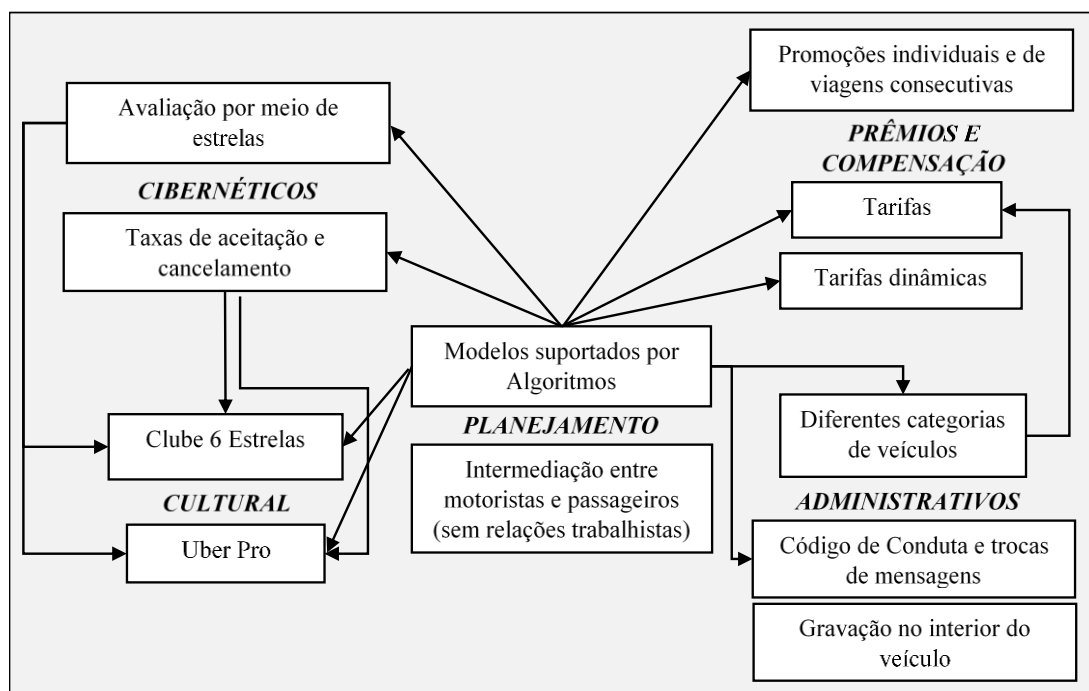 Promoções individuais e de
viagens consecutivas
Avaliação por meio de
estrelas
PRÊMIOS E
COMPENSAÇÃO
CIBERNÉTICOS
Tarifas
Taxas de aceitação e
cancelamento
Tarifas dinâmicas
Modelos suportados por
Algoritmos
PLANEJAMENTO
Diferentes categorias
de veículos
Clube 6 Estrelas
Intermediação entre
motoristas e passageiros
(sem relações trabalhistas)
CULTURAL
ADMINISTRATIVOS
Uber Pro
Código de Conduta e trocas
de mensagens
Gravação no interior do
veículo